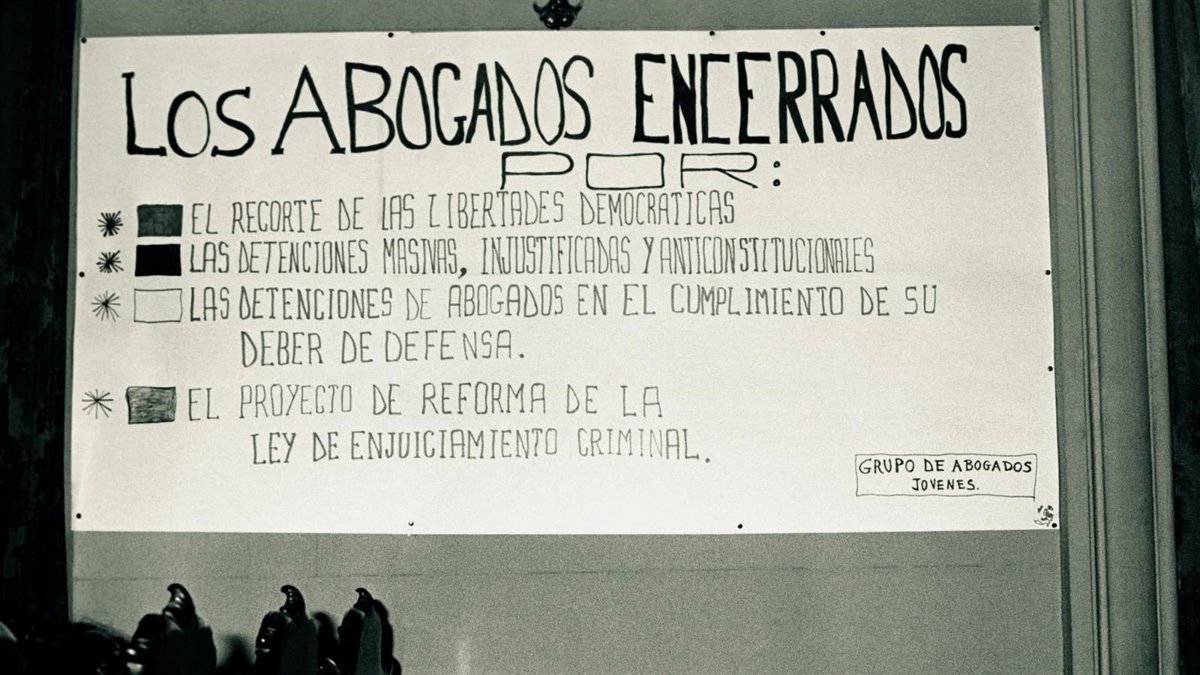 LOS ABOGADOS ENCERRADOS
POR:
EL RECORTE DE LAS LIBERTADES DEMOCRATICAS
LAS DETENCIONES MASIVAS, INJUSTIFICADAS Y ANTICONSTITUCIONALES
LAS DETENCIONES DE ABOGADOS EN EL CUMPLIMIENTO DE SU
DEBER DE DEFENSA.
EL PROYECTO DE REFORMA DE LA
LEY DE ENJUICIAMIENTO CRIMINAL.
GRUPO DE ABOGADOS
JOVENES.